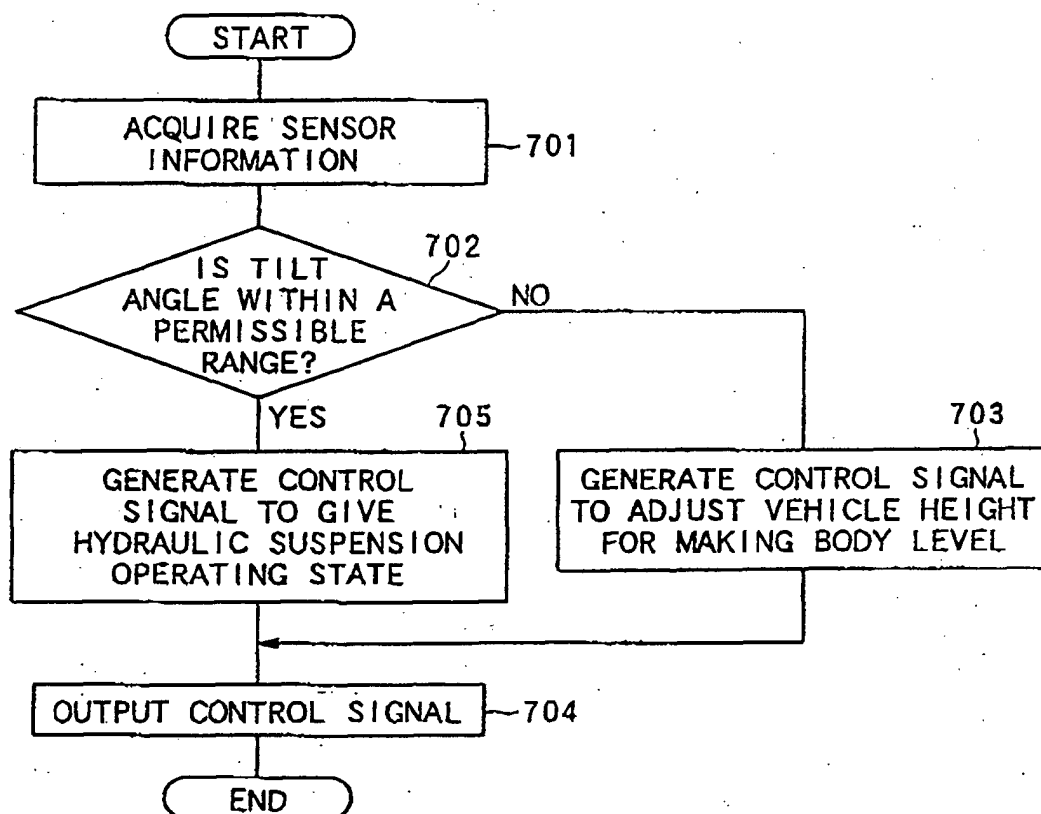 START
ACQUIRE SENSOR
INFORMATION
701
702
IS TILT
ANGLE WITHIN A
PERMISSIBLE
RANGE?
NO
YES
705
703
GENERATE CONTROL
SIGNAL TO GIVE
HYDRAULIC SUSPENSION
OPERATING STATE
GENERATE CONTROL SIGNAL
TO ADJUST VEHICLE HEIGHT
FOR MAKING BODY LEVEL
OUTPUT CONTROL SIGNAL
704
END